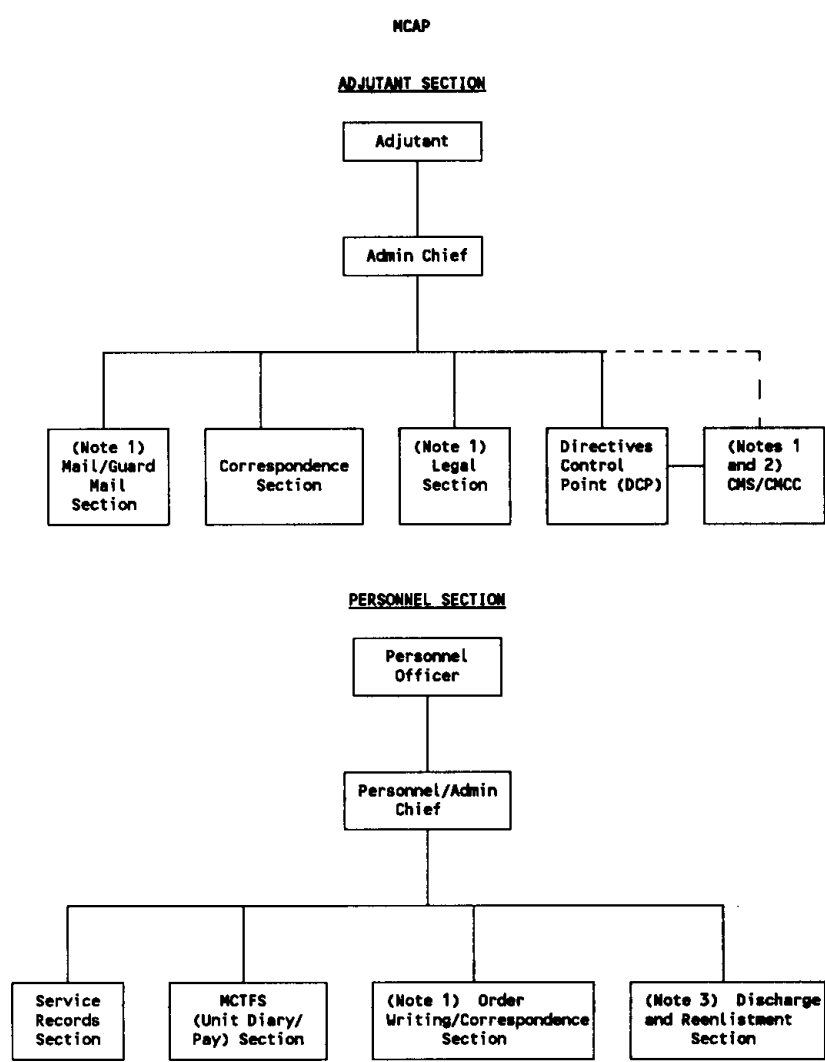 MCAP
ADJUTANT SECTION
Adjutant
Admin Chief
(Note 1)
Mail/Guard
Mail
Section
Correspondence
Section
(Note 1)
Legal
Section
Directives
Control
Point (DCP)
(Notes 1
and 2)
CMS/CMCC
PERSONNEL SECTION
Personnel
Officer
Personnel/Admin
Chief
Service
Records
Section
MCTFS
(Unit Diary/
Pay) Section
(Note 1) Order
Writing/Correspondence
Section
(Note 3) Discharge
and Reenlistment
Section